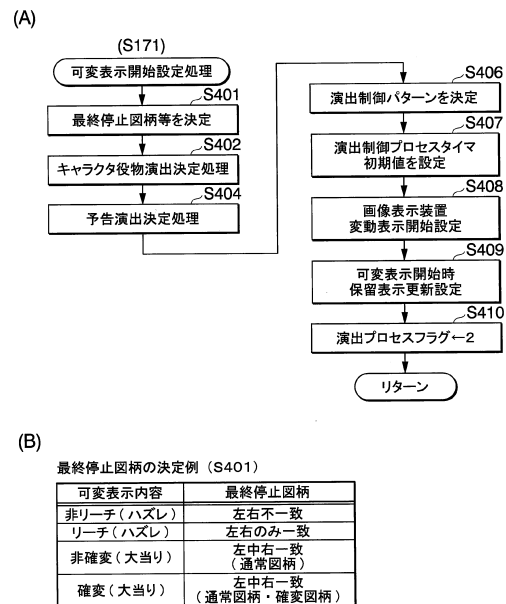 (A)
(S171)
可変表示開始設定処理
S401
最終停止図柄等を決定
S402
キャラクタ役物演出決定処理
S404
予告演出決定処理
S406
演出制御パターンを決定
S407
演出制御プロセスタイマ
初期値を設定
S408
画像表示装置
変動表示開始設定
S409
可変表示開始時
保留表示更新設定
S410
演出プロセスフラグ←2
リターン
(B)
最終停止図柄の決定例（S401）
可変表示内容 最終停止図柄
非リーチ（ハズレ） 左右不一致
リーチ（ハズレ） 左右のみ一致
非確変（大当り） 左中右一致
（通常図柄）
確変（大当り） 左中右一致
（通常図柄・確変図柄）